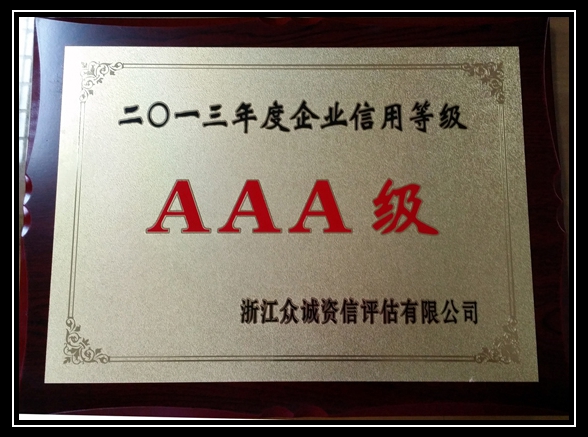 二〇一三年度企业信用等级
AAA级
浙江众诚资信评估有限公司